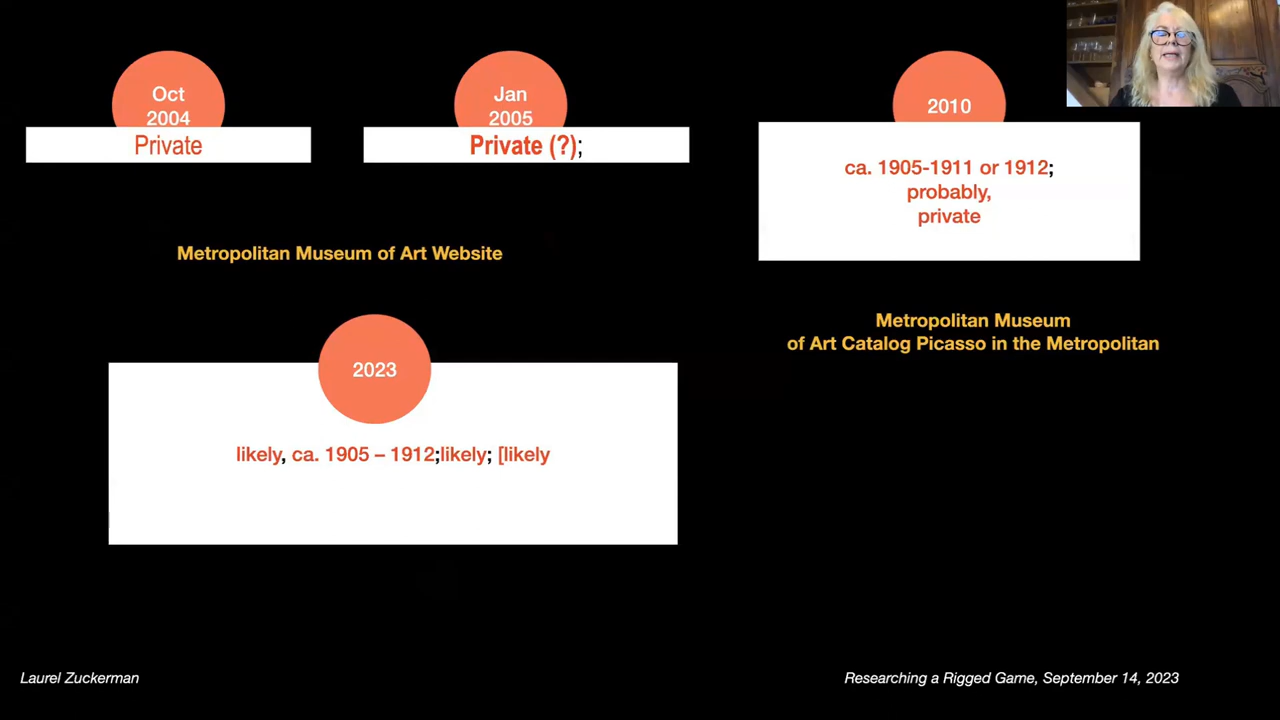 Oct
2004
Private
Jan
2005
Private (?);
2010
ca. 1905-1911 or 1912;
probably,
private
Metropolitan Museum of Art Website
Metropolitan Museum
of Art Catalog Picasso in the Metropolitan
2023
likely, ca. 1905 – 1912;likely; [likely
Laurel Zuckerman
Researching a Rigged Game, September 14, 2023